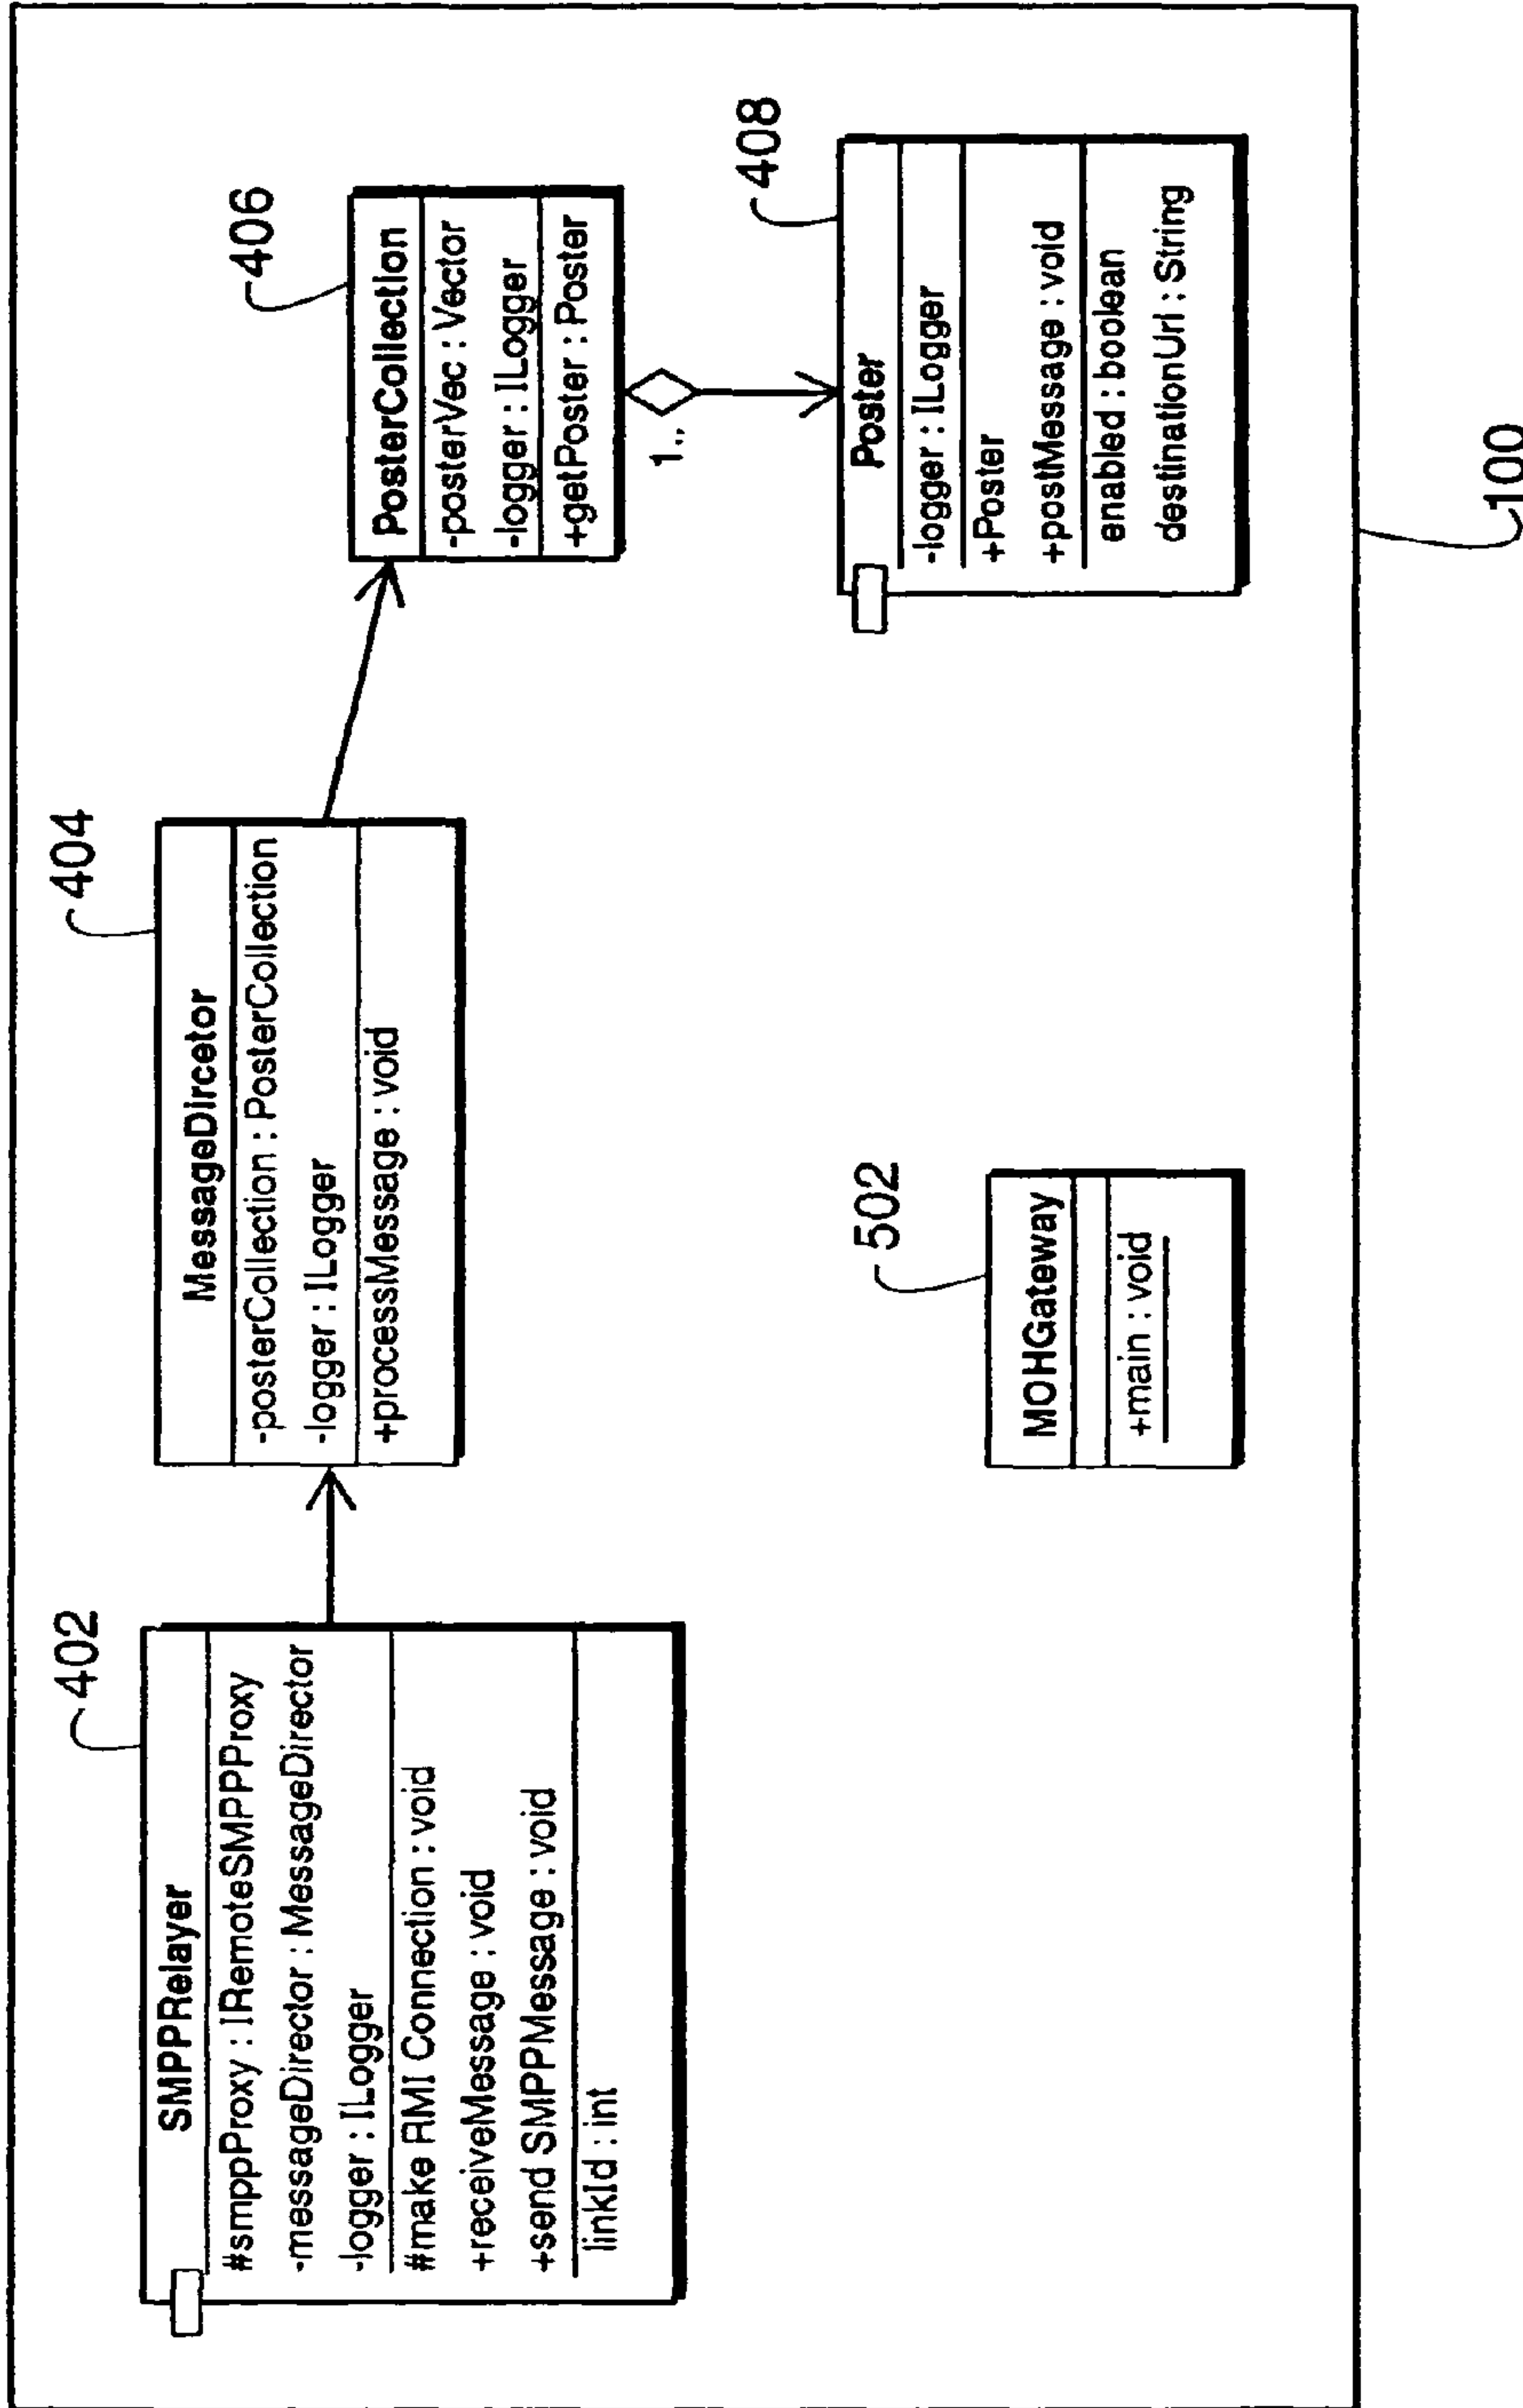 402
SMPPRelayer
#smppProxy : IRemoteSMPPProxy
-messageDirector : MessageDirector
-logger : ILogger
#make RMI Connection : void
+receiveMessage : void
+send SMPPMessage : void
linkId : int
404
MessageDircetor
-posterCollection : PosterCollection
-logger : ILogger
+processMessage : void
406
PosterCollection
-posterVec : Vector
-logger : ILogger
+getPoster : Poster
1..
408
Poster
-logger : ILogger
+Poster
+postMessage : void
enabled : boolean
destinationUrl : String
502
MOHGateway
+main : void
100